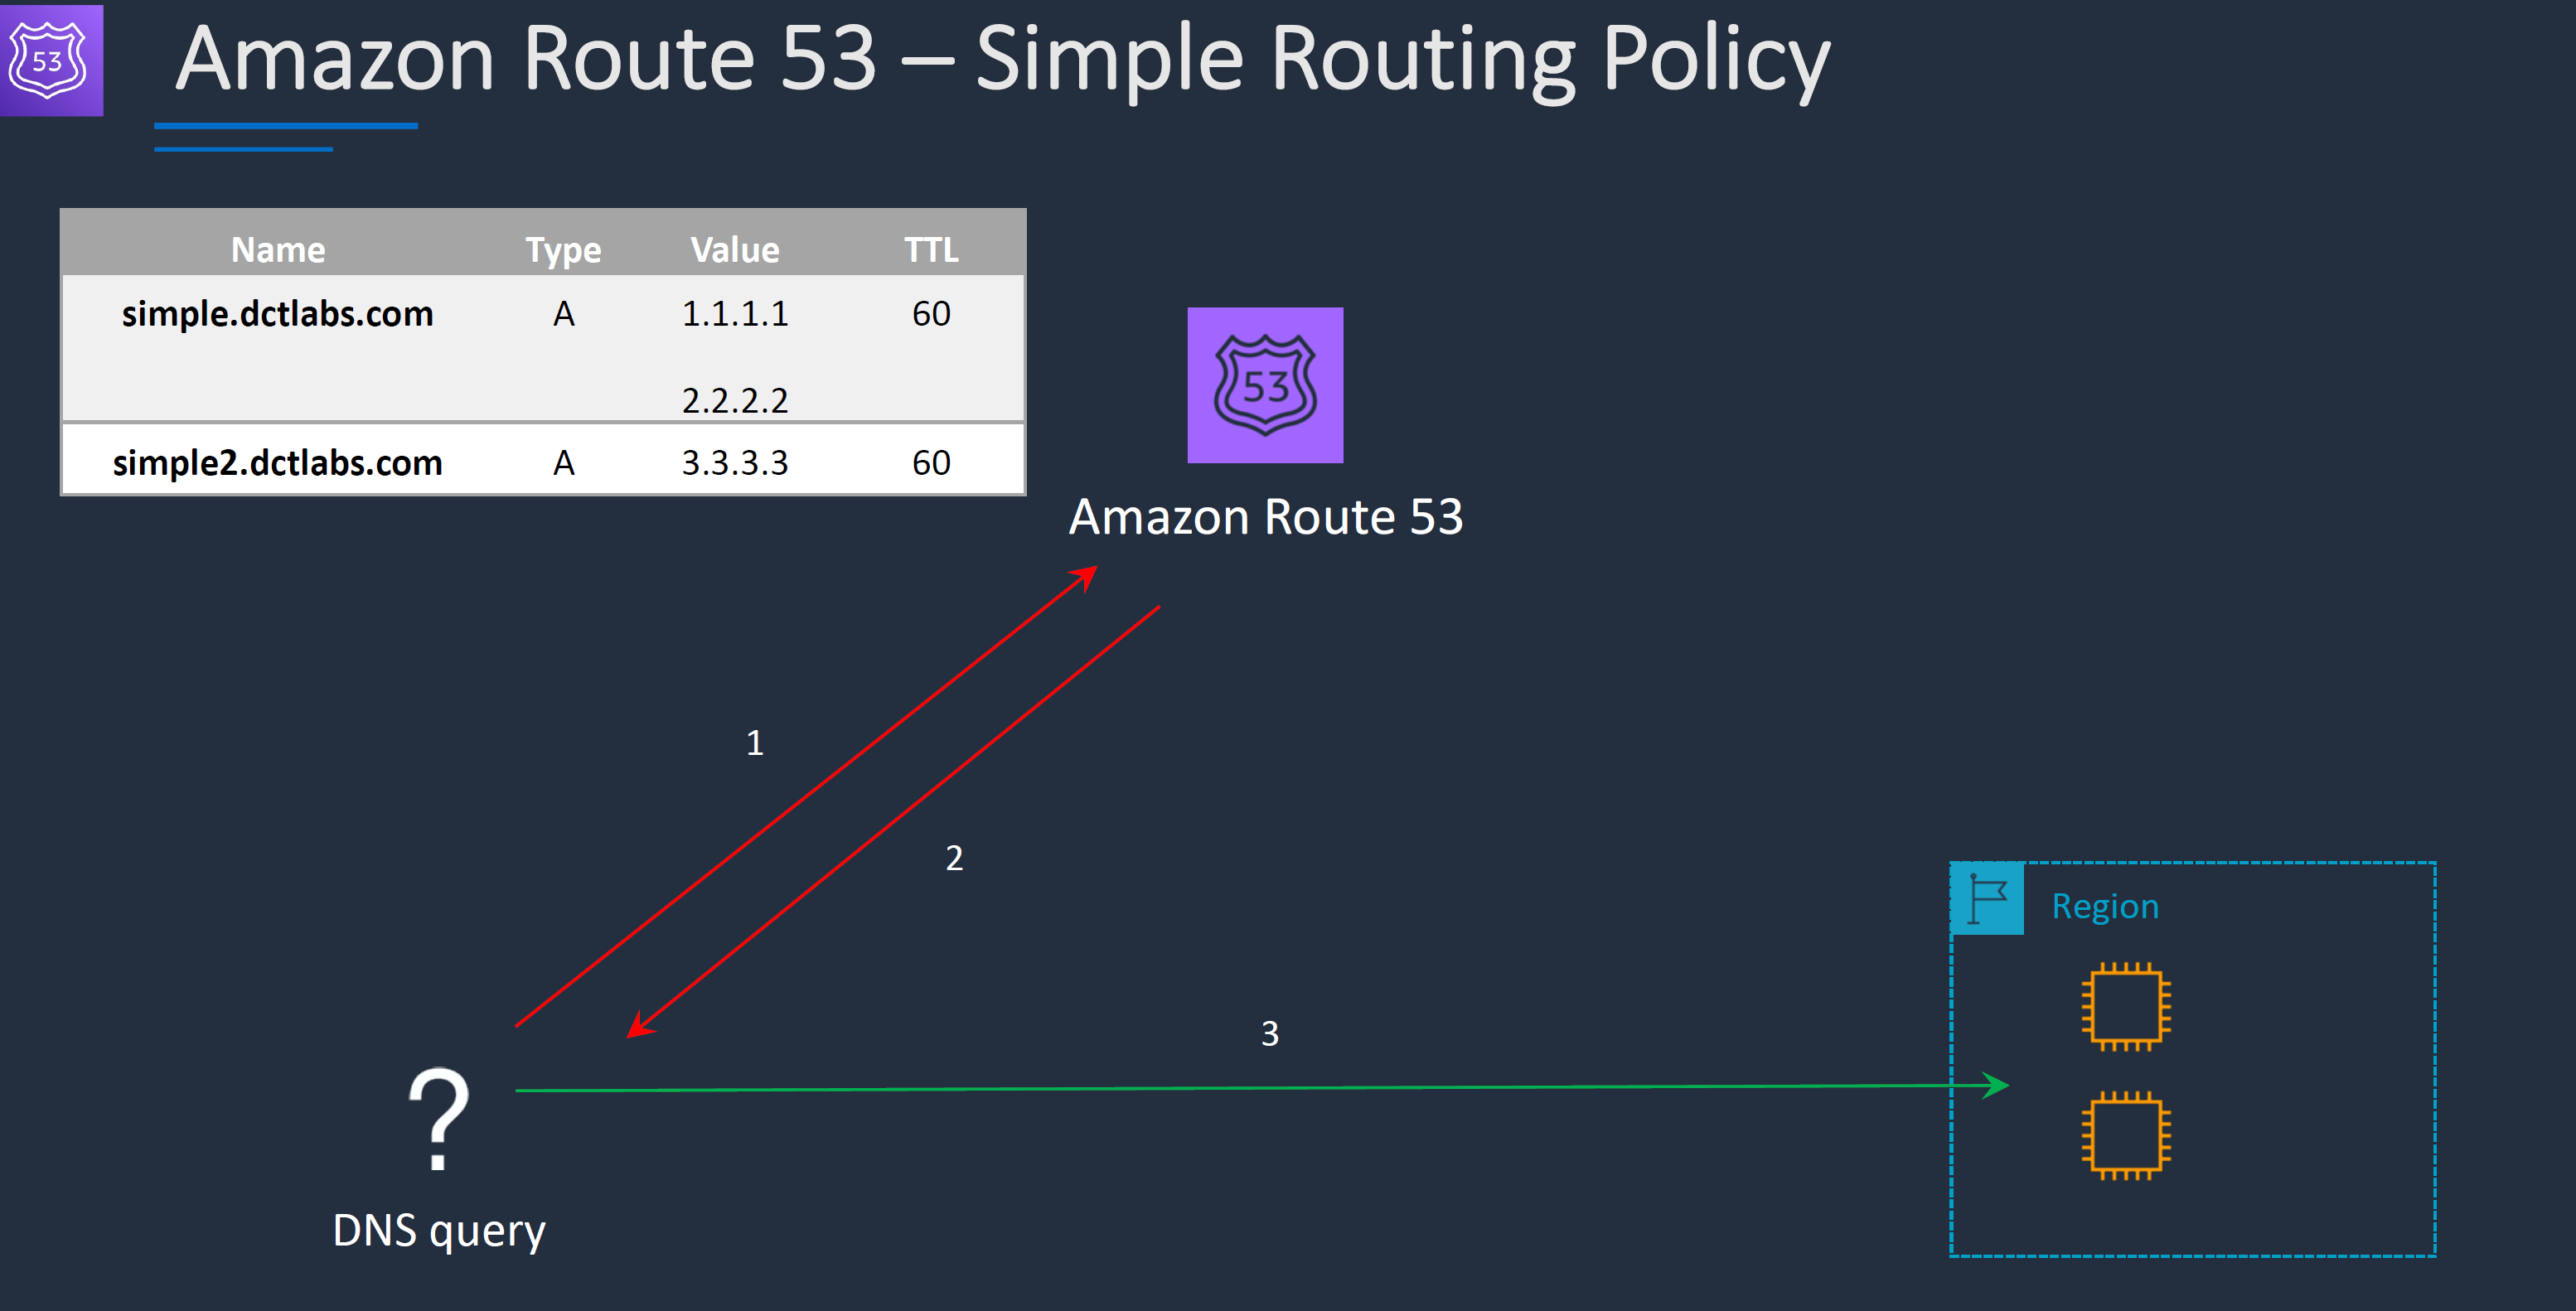 53
Amazon Route 53 – Simple Routing Policy
Name Type Value TTL
simple.dctlabs.com A 1.1.1.1 60
2.2.2.2
simple2.dctlabs.com A 3.3.3.3 60
53
Amazon Route 53
1
2
Region
3
?
DNS query